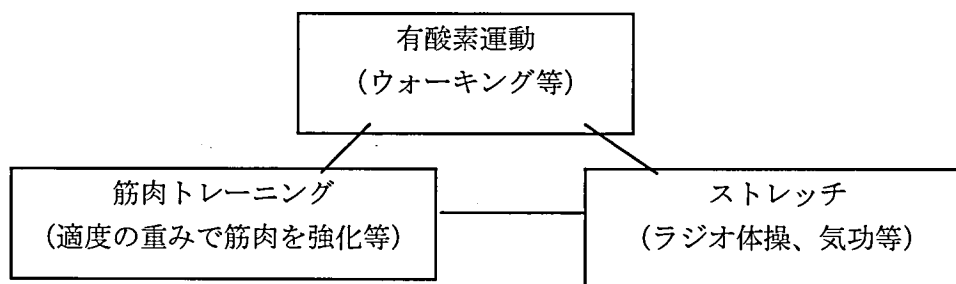 有酸素運動
（ウォーキング等）
筋肉トレーニング
（適度の重みで筋肉を強化等）
ストレッチ
（ラジオ体操、気功等）